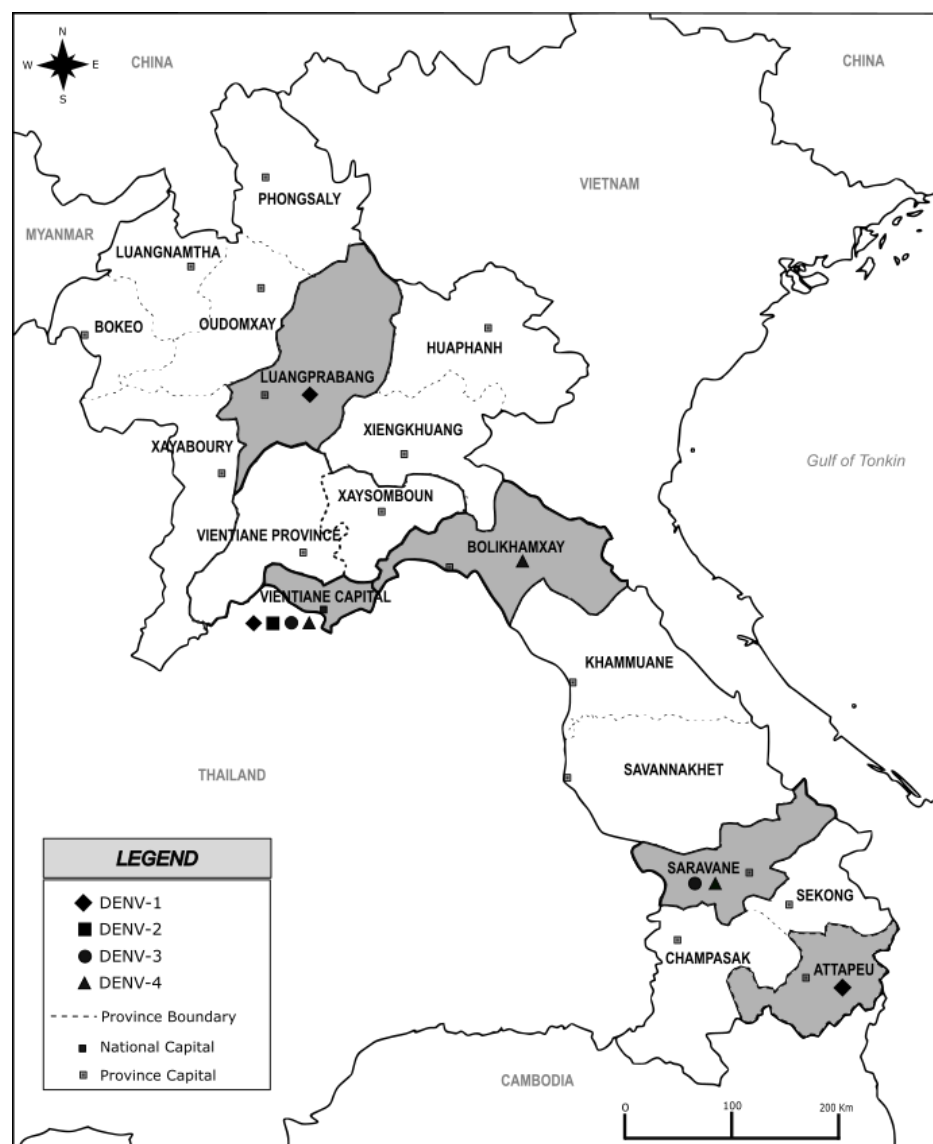 N
W E
S
CHINA
CHINA
VIETNAM
PHONGSALY
MYANMAR
LUANGNAMTHA
BOKEO
OUDOMXAY
HUAPHANH
LUANGPRABANG
XIENGKHUANG
XAYABOURY
Gulf of Tonkin
XAYSOMBOUN
VIENTIANE PROVINCE
BOLIKHAMXAY
VIENTIANE CAPITAL
KHAMMUANE
THAILAND
SAVANNAKHET
SARAVANE
SEKONG
CHAMPASAK
ATTAPEU
CAMBODIA
LEGEND
DENV-1
DENV-2
DENV-3
DENV-4
Province Boundary
National Capital
Province Capital
0 100 200 Km